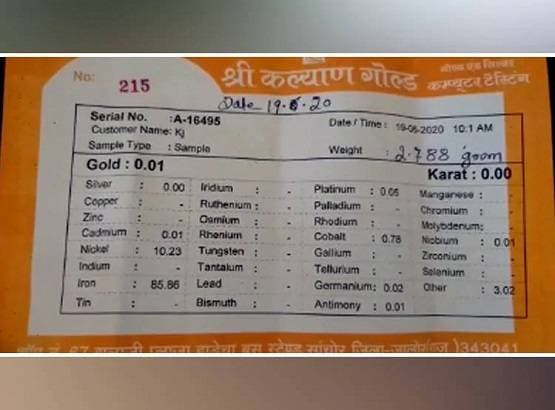 No: 215
श्री कल्याण गोल्ड
गोल्ड एण्ड सिल्वर
कम्प्यूटर टेस्टिंग
Date 19.6.20
Serial No. :A-16495
Date / Time : 19-06-2020 10:1 AM
Customer Name: Kj
Sample Type : Sample
Weight : 2.788 gram
Gold : 0.01
Karat : 0.00
Silver : 0.00 Iridium : - Platinum : 0.05 Manganese : -
Copper : - Ruthenium : - Palladium : - Chromium : -
Zinc : - Osmium : - Rhodium : - Molybdenum: -
Cadmium : 0.01 Rhenium : - Cobalt : 0.78 Niobium : 0.01
Nickel : 10.23 Tungsten : - Gallium : - Zirconium : -
Indium : - Tantalum : - Tellurium : - Selenium : -
Iron : 85.86 Lead : - Germanium: 0.02 Other : 3.02
Tin : - Bismuth : - Antimony : 0.01
बस स्टेण्ड सांचोर जिला-जालोर(राज.)343041